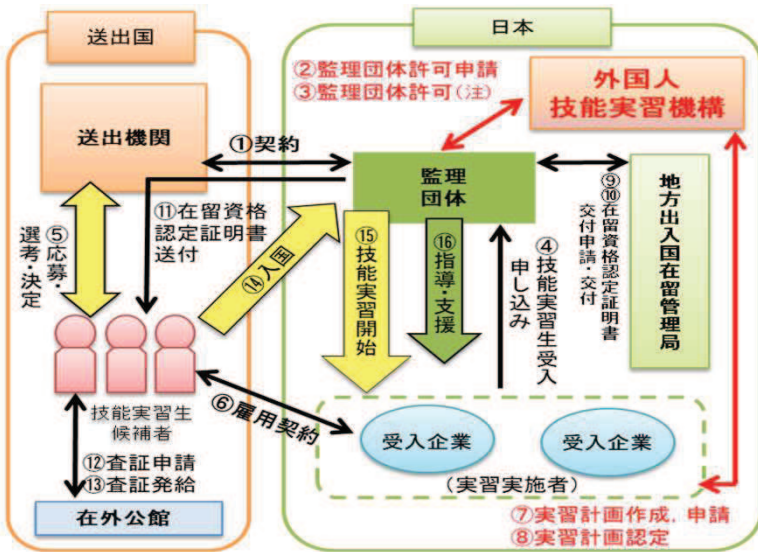 送出国
日本
送出機関
②監理団体許可申請
③監理団体許可(注)
外国人
技能実習機構
①契約
監理
団体
⑤応募・
選考・決定
⑪在留資格
認定証明書
送付
⑭入国
⑮技能実習開始
⑯指導・支援
④技能実習生受入
申し込み
⑨
⑩在留資格認定証明書
交付申請・交付
地方出入国在留管理局
技能実習生
候補者
⑥雇用契約
受入企業
受入企業
(実習実施者)
⑫査証申請
⑬査証発給
在外公館
⑦実習計画作成,申請
⑧実習計画認定